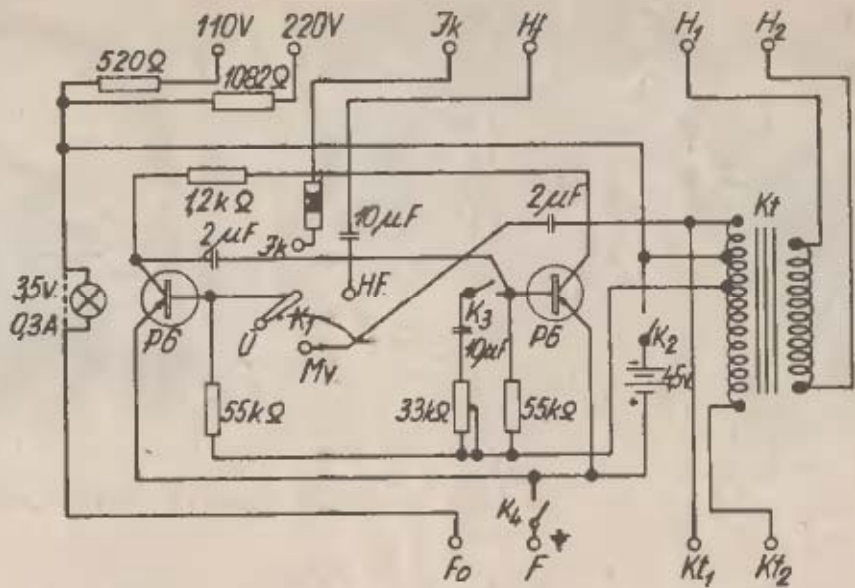 110V 220V Jk Hf H1 H2
520Ω
1082Ω
1,2kΩ
10µF
2µF
Kt
2µF
Jk
HF.
3,5v.
0,3A
P6
U
K1
Mv.
K3
10µF
P6
K2
4,5v
55kΩ
33kΩ
55kΩ
K4
Fo F Kt1 Kt2